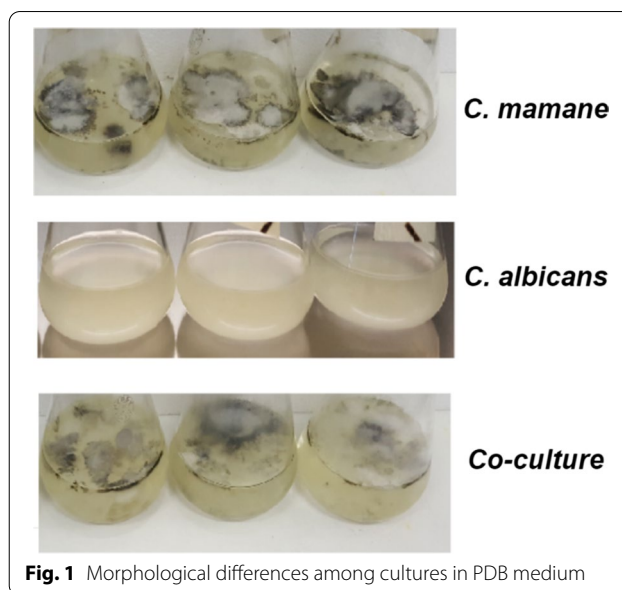 C. mamane
C. albicans
Co-culture
Fig. 1 Morphological differences among cultures in PDB medium